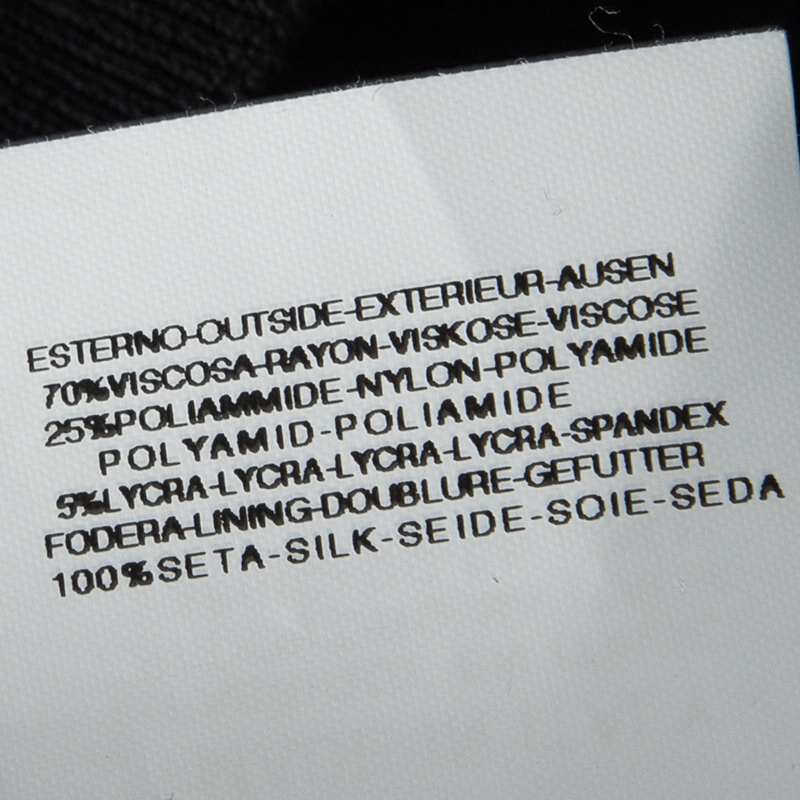 ESTERNO-OUTSIDE-EXTERIEUR-AUSEN
70%VISCOSA-RAYON-VISKOSE-VISCOSE
25%POLIAMMIDE-NYLON-POLYAMIDE
POLYAMID-POLIAMIDE
5%LYCRA-LYCRA-LYCRA-LYCRA-SPANDEX
FODERA-LINING-DOUBLURE-GEFUTTER
100%SETA-SILK-SEIDE-SOIE-SEDA